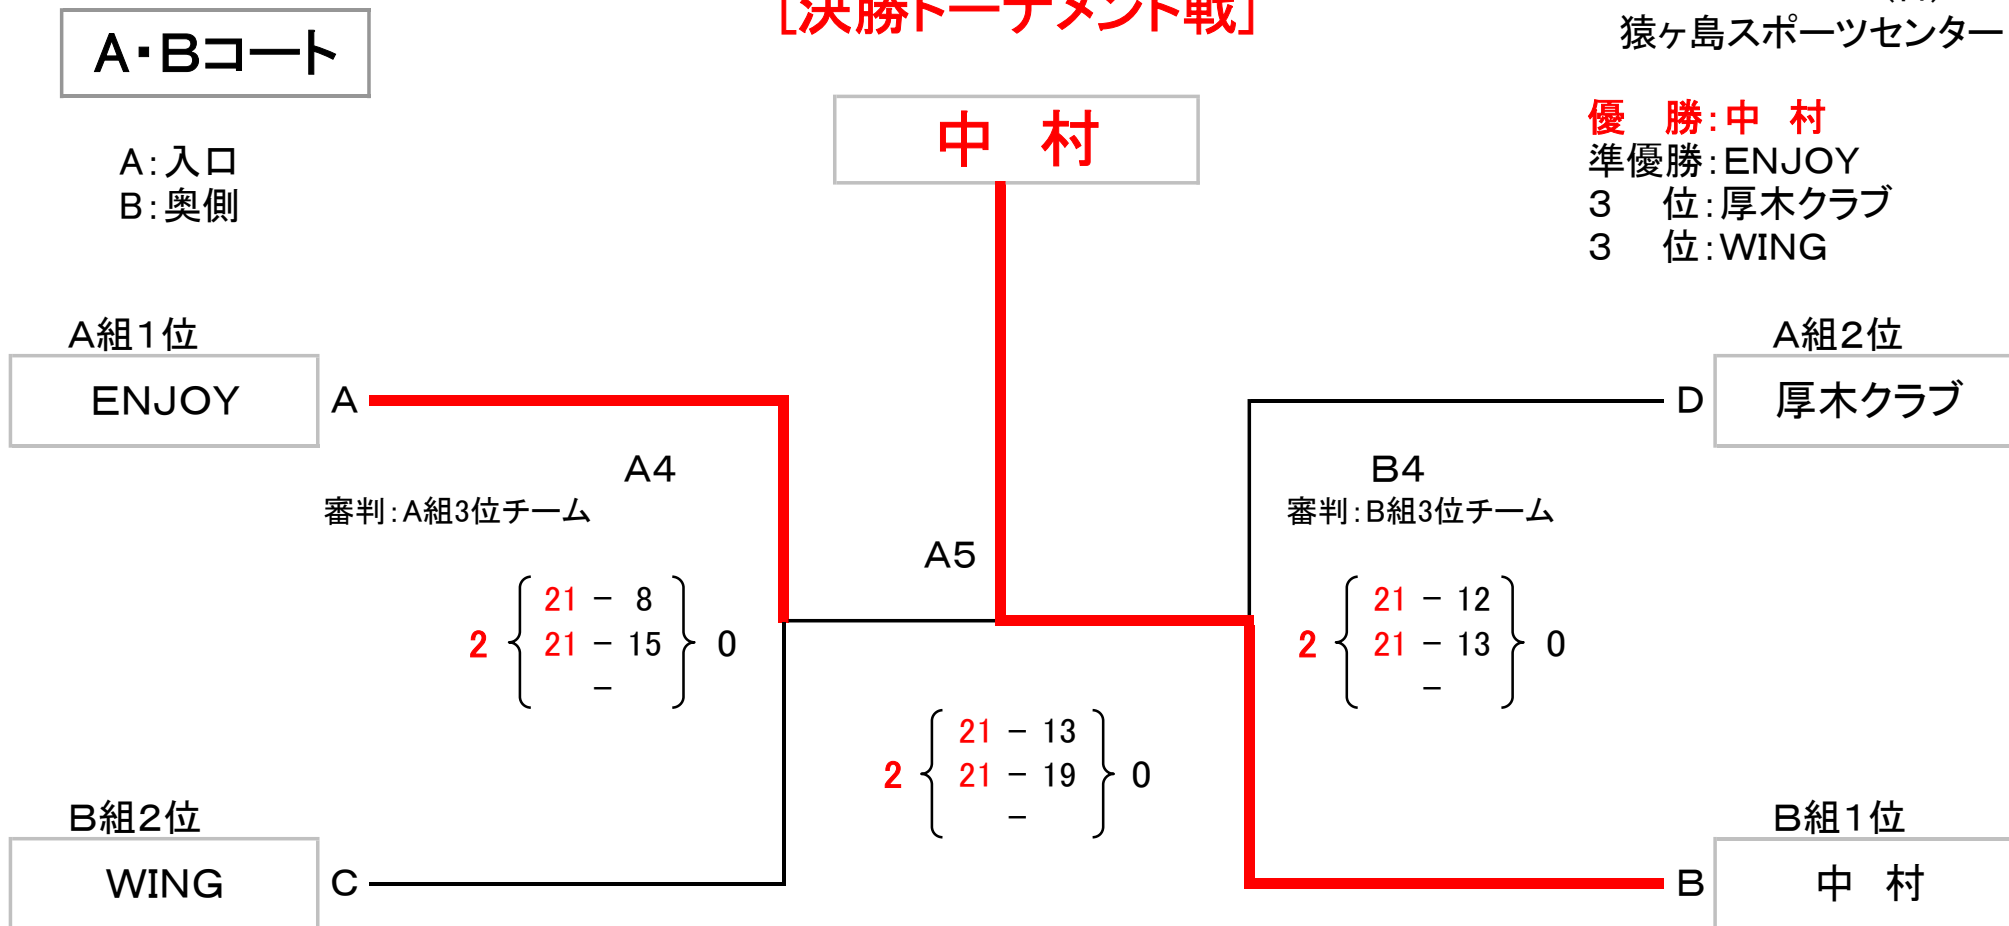 [決勝トーナメント戦]
猿ヶ島スポーツセンター
A・Bコート
A:入口
B:奥側
中　村
優　勝:中　村
準優勝:ENJOY
3　位:厚木クラブ
3　位:WING
A組1位
ENJOY
A
A組2位
D
厚木クラブ
A4
審判:A組3位チーム
B4
審判:B組3位チーム
A5
21 － 8
2 21 － 15 0
－
21 － 12
2 21 － 13 0
－
21 － 13
2 21 － 19 0
－
B組2位
WING
C
B組1位
B
中　村